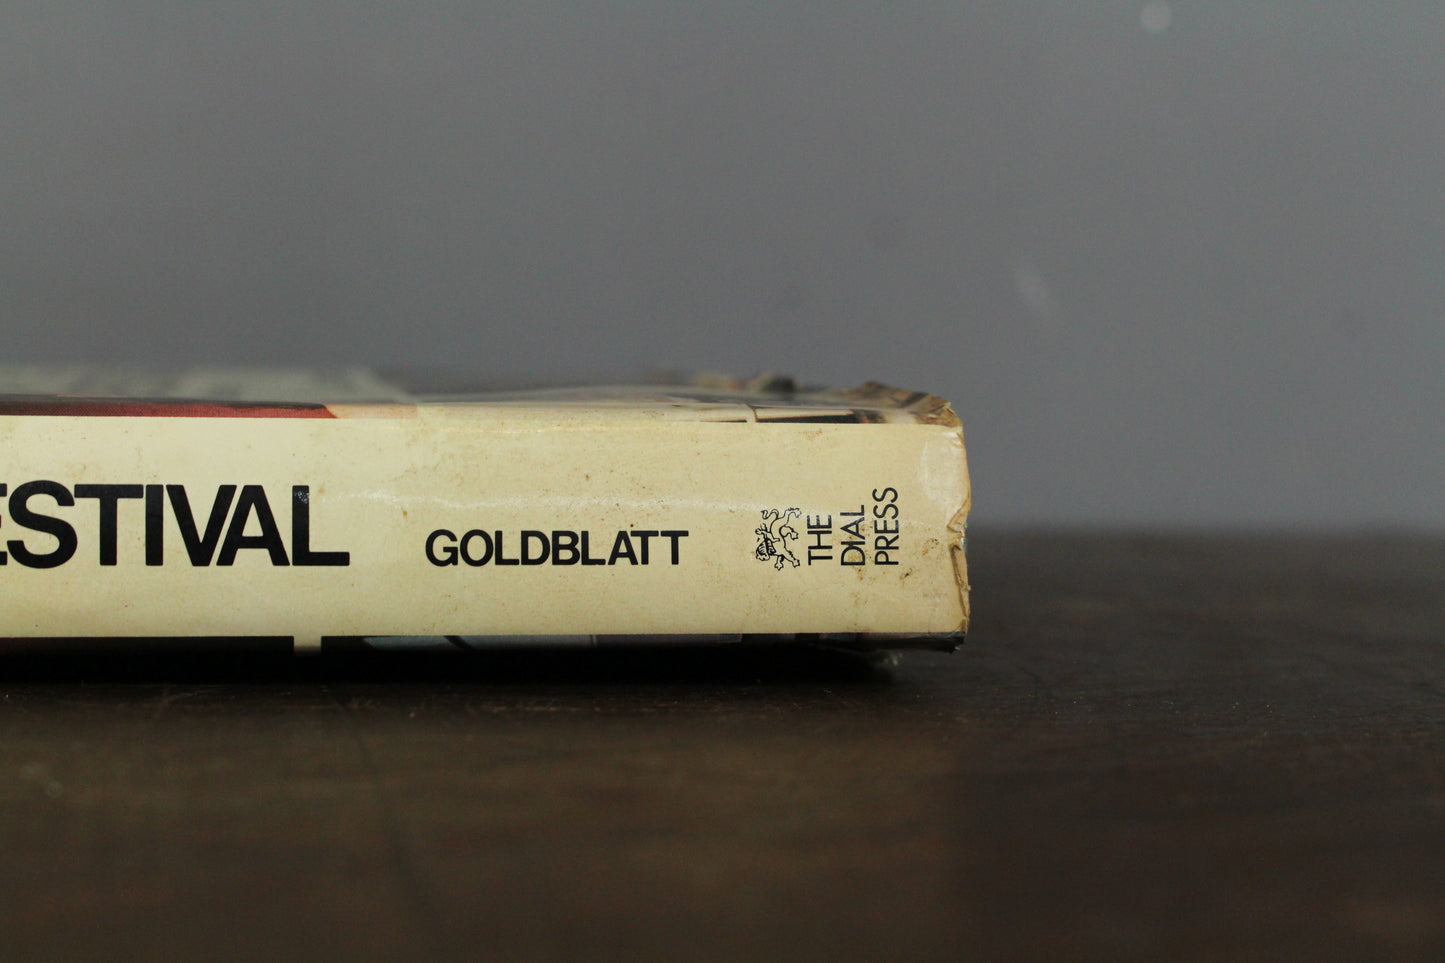 ESTIVAL
GOLDBLATT
THE
DIAL
PRESS